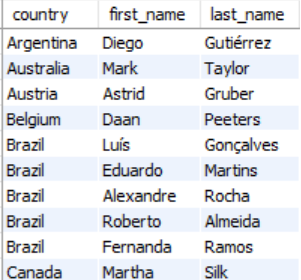 country first_name last_name
Argentina Diego Gutiérrez
Australia Mark Taylor
Austria Astrid Gruber
Belgium Daan Peeters
Brazil Luís Gonçalves
Brazil Eduardo Martins
Brazil Alexandre Rocha
Brazil Roberto Almeida
Brazil Fernanda Ramos
Canada Martha Silk